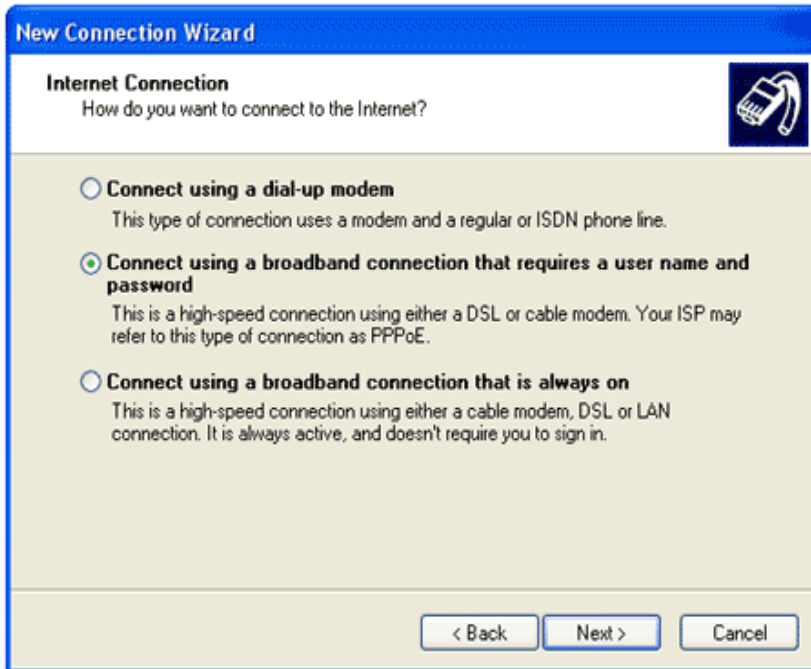 New Connection Wizard
Internet Connection
How do you want to connect to the Internet?
Connect using a dial-up modem
This type of connection uses a modem and a regular or ISDN phone line.
Connect using a broadband connection that requires a user name and
password
This is a high-speed connection using either a DSL or cable modem. Your ISP may
refer to this type of connection as PPPoE.
Connect using a broadband connection that is always on
This is a high-speed connection using either a cable modem, DSL or LAN
connection. It is always active, and doesn't require you to sign in.
< Back Next > Cancel